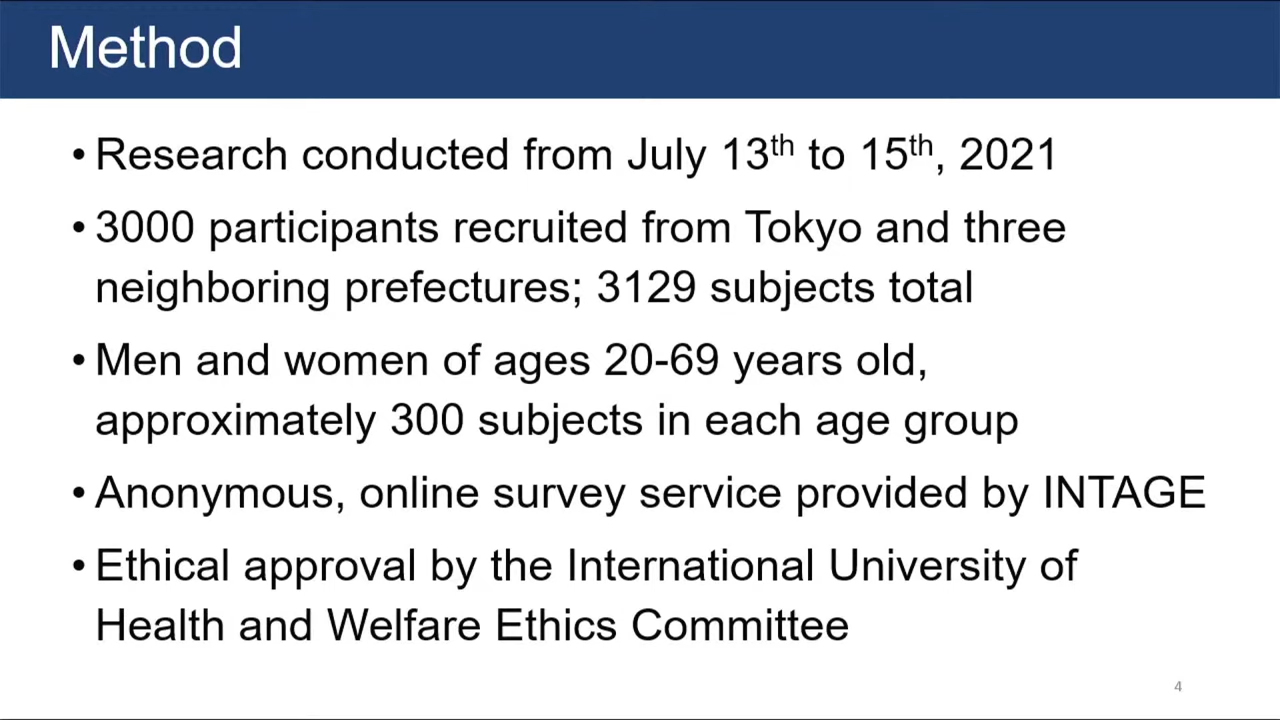 Method
• Research conducted from July 13th to 15th, 2021
• 3000 participants recruited from Tokyo and three
neighboring prefectures; 3129 subjects total
• Men and women of ages 20-69 years old,
approximately 300 subjects in each age group
• Anonymous, online survey service provided by INTAGE
• Ethical approval by the International University of
Health and Welfare Ethics Committee
4